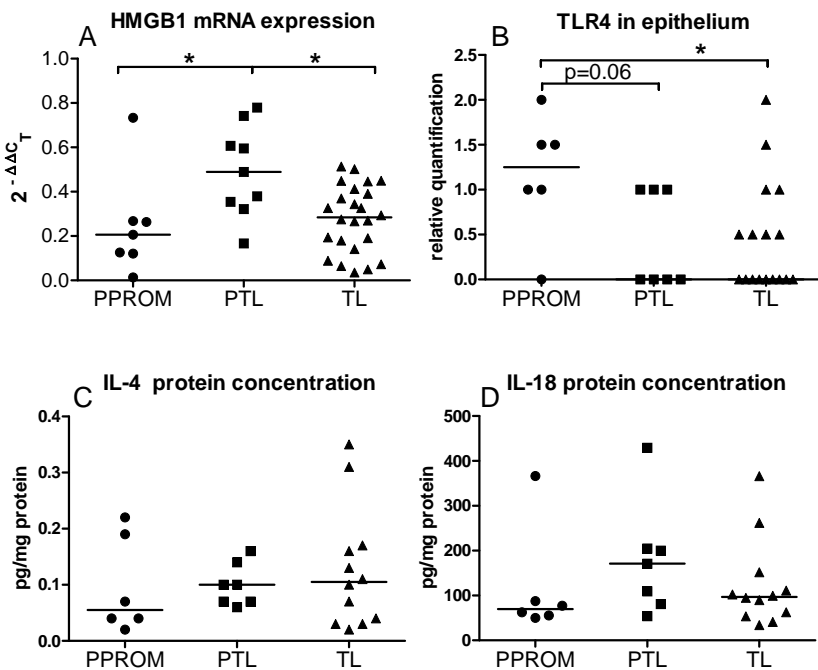 A
HMGB1 mRNA expression
*
*
2 - ΔΔC T
1.0
0.8
0.6
0.4
0.2
0.0
PPROM
PTL
TL
B
TLR4 in epithelium
*
p=0.06
relative quantification
2.5
2.0
1.5
1.0
0.5
0.0
PPROM
PTL
TL
C
IL-4 protein concentration
pg/mg protein
0.4
0.3
0.2
0.1
0.0
PPROM
PTL
TL
D
IL-18 protein concentration
pg/mg protein
500
400
300
200
100
0
PPROM
PTL
TL